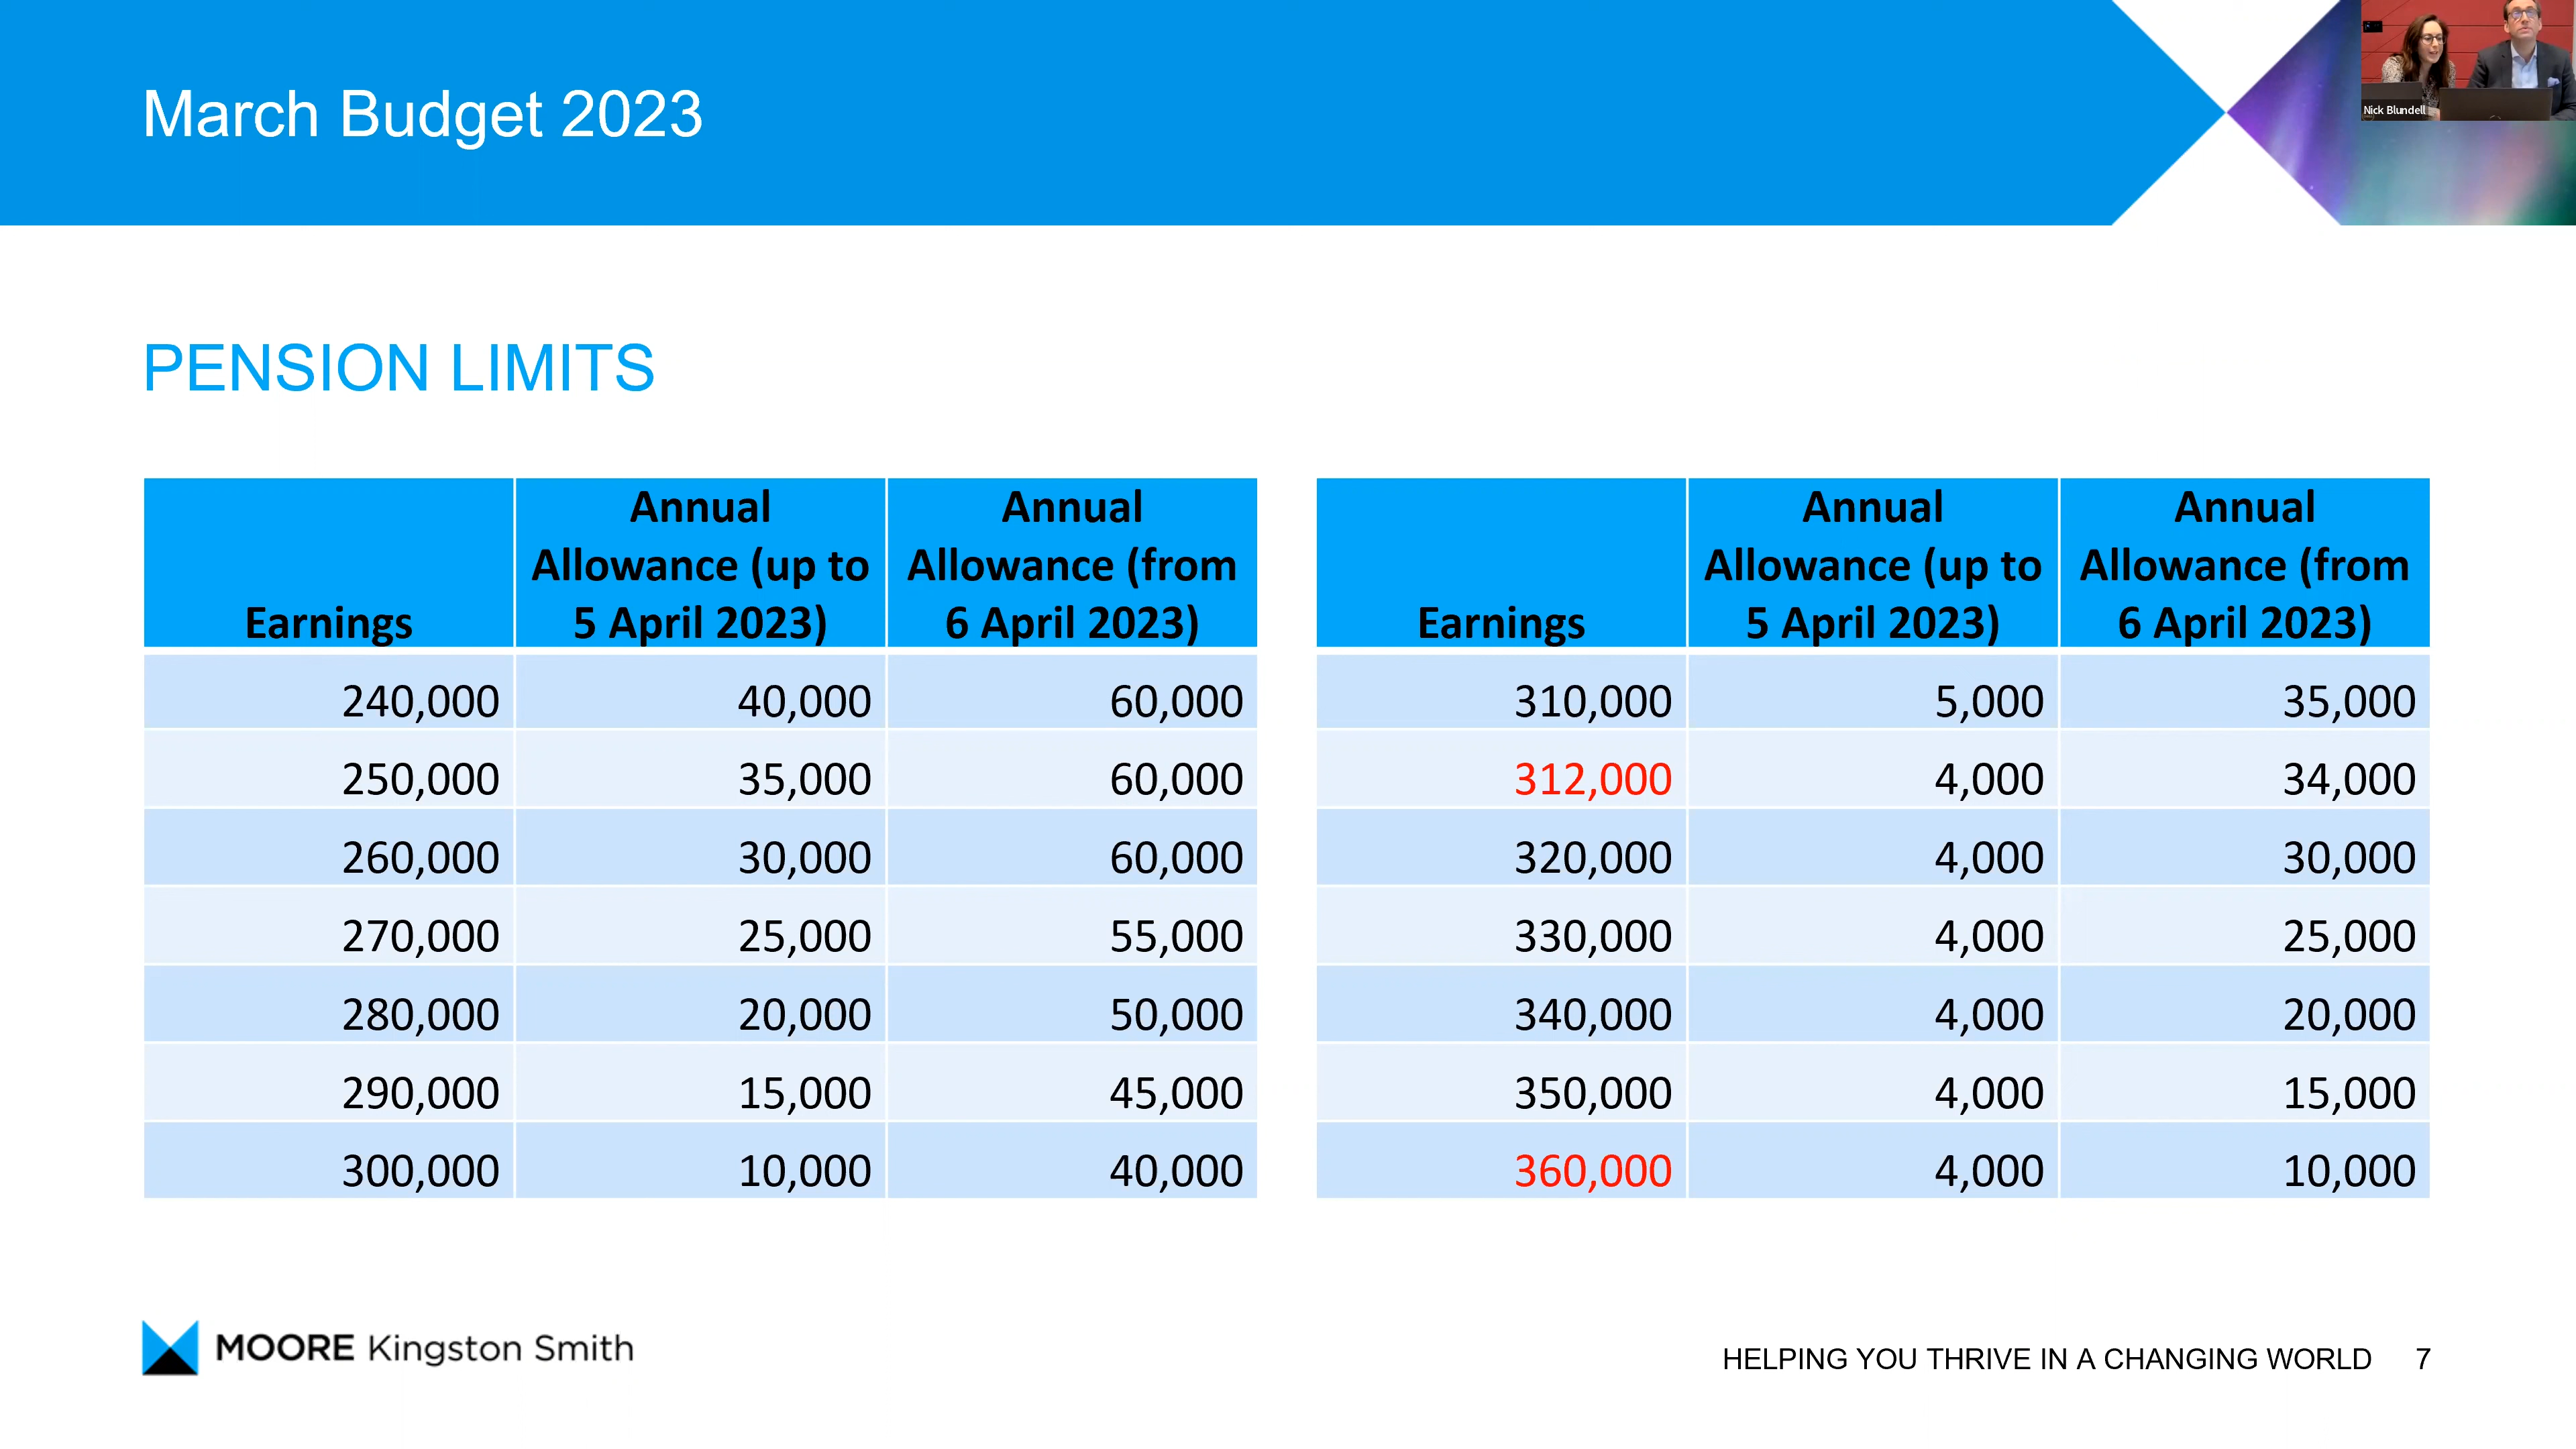 March Budget 2023
Nick Blundell
PENSION LIMITS
Earnings Annual Allowance (up to 5 April 2023) Annual Allowance (from 6 April 2023)
240,000 40,000 60,000
250,000 35,000 60,000
260,000 30,000 60,000
270,000 25,000 55,000
280,000 20,000 50,000
290,000 15,000 45,000
300,000 10,000 40,000
Earnings Annual Allowance (up to 5 April 2023) Annual Allowance (from 6 April 2023)
310,000 5,000 35,000
312,000 4,000 34,000
320,000 4,000 30,000
330,000 4,000 25,000
340,000 4,000 20,000
350,000 4,000 15,000
360,000 4,000 10,000
MOORE Kingston Smith
HELPING YOU THRIVE IN A CHANGING WORLD 7